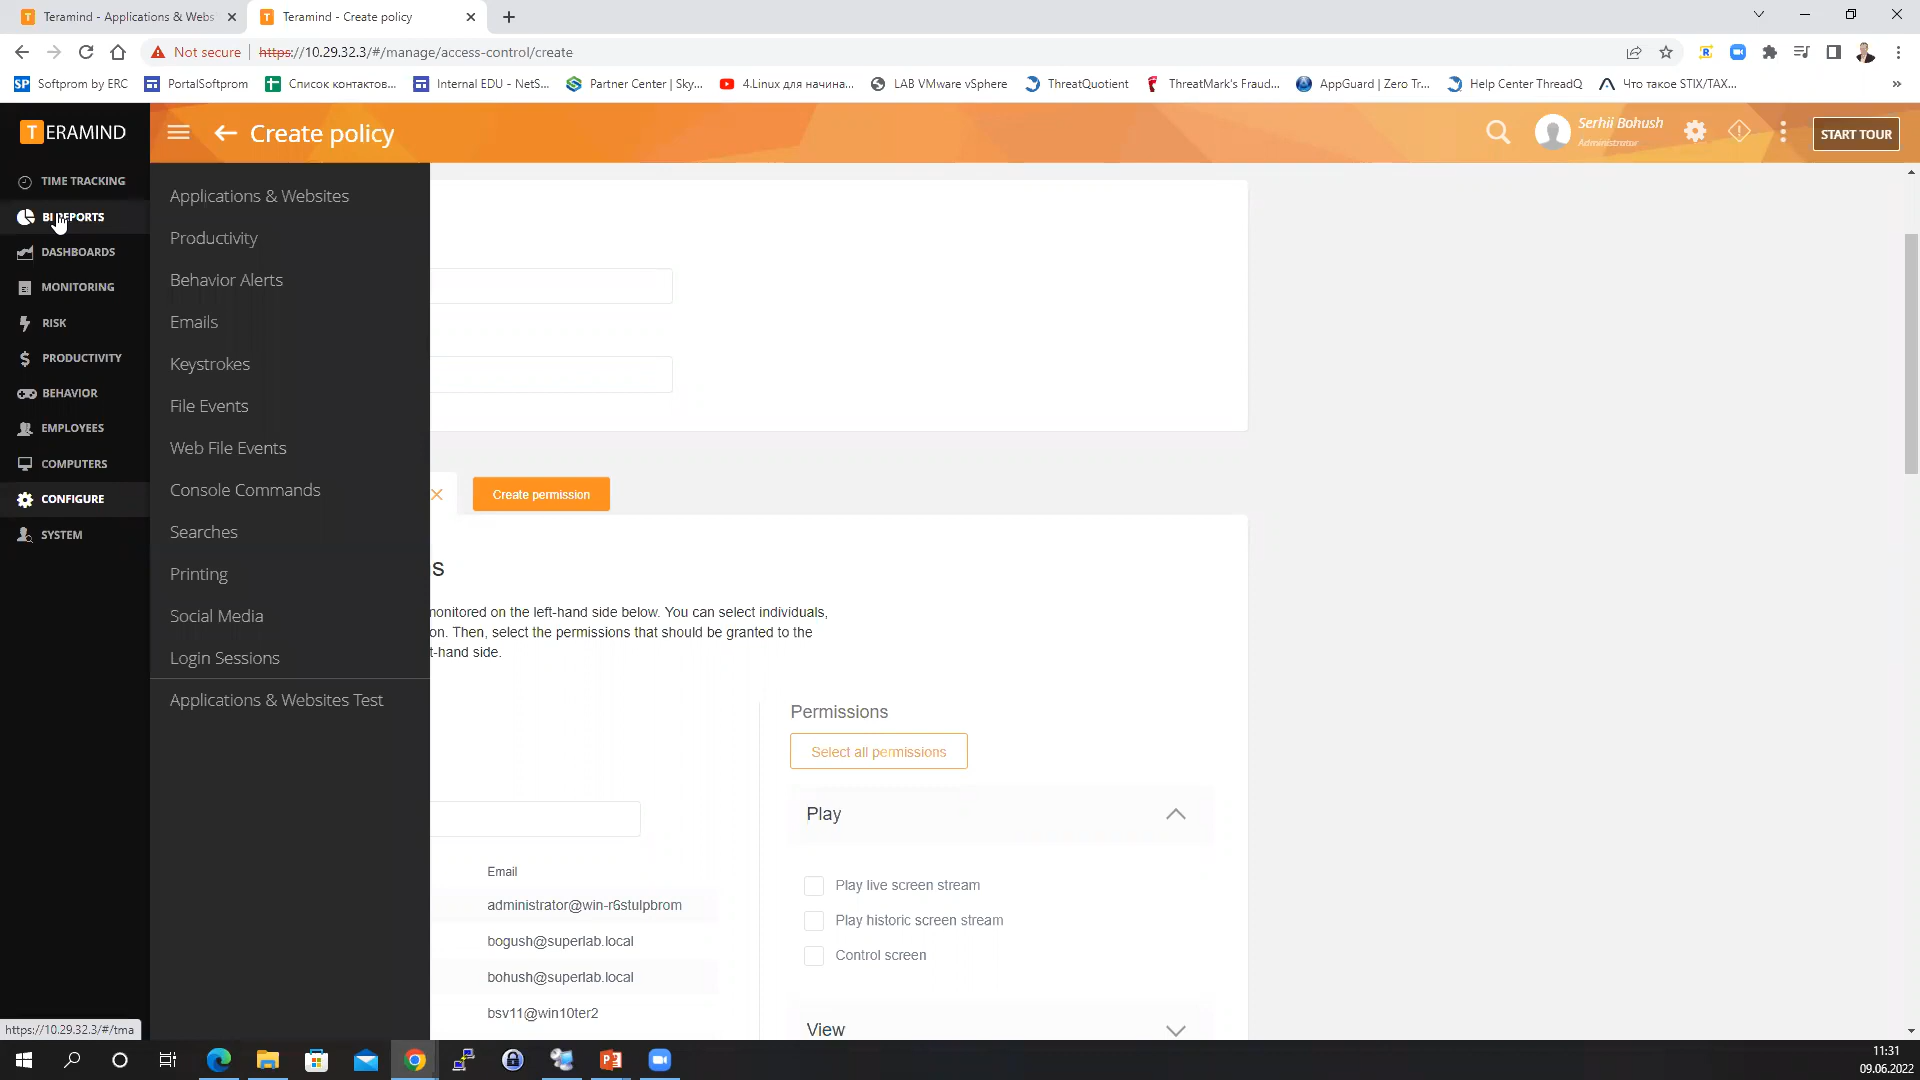 Teramind - Applications & Webs
Teramind - Create policy
Not secure
https://10.29.32.3/#/manage/access-control/create
Softprom by ERC
PortalSoftprom
Список контактов...
Internal EDU - NetS...
Partner Center | Sky...
4.Linux для начина...
LAB VMware vSphere
ThreatQuotient
ThreatMark's Fraud...
AppGuard | Zero Tr...
Help Center ThreadQ
Что такое STIX/TAX...
TERAMIND
Create policy
Serhii Bohush
Administrator
START TOUR
TIME TRACKING
BI REPORTS
DASHBOARDS
MONITORING
RISK
PRODUCTIVITY
BEHAVIOR
EMPLOYEES
COMPUTERS
CONFIGURE
SYSTEM
Applications & Websites
Productivity
Behavior Alerts
Emails
Keystrokes
File Events
Web File Events
Console Commands
Searches
Printing
Social Media
Login Sessions
Applications & Websites Test
Create permission
s
monitored on the left-hand side below. You can select individuals,
on. Then, select the permissions that should be granted to the
t-hand side.
Permissions
Select all permissions
Play
Play live screen stream
Play historic screen stream
Control screen
View
Email
administrator@win-r6stulpbrom
bogush@superlab.local
bohush@superlab.local
bsv11@win10ter2
https://10.29.32.3/#/tma
11:31
09.06.2022